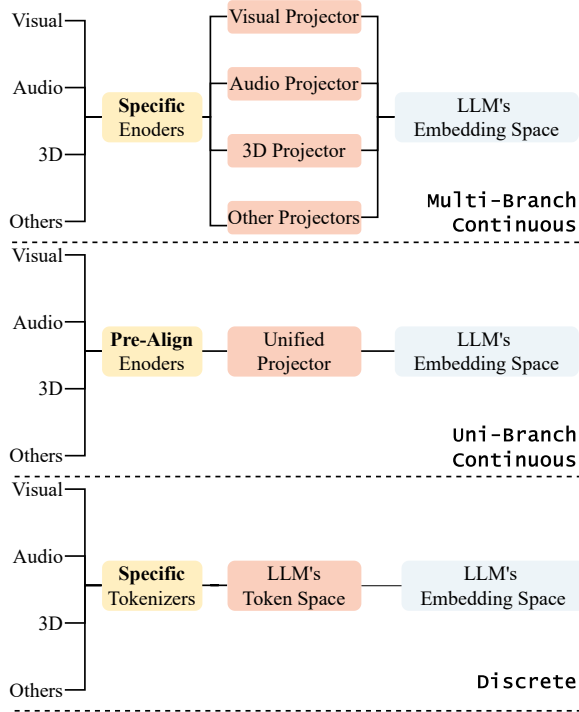 Visual
Audio
3D
Others
Specific
Enoders
Visual Projector
Audio Projector
3D Projector
Other Projectors
LLM's
Embedding Space
Multi-Branch
Continuous
Visual
Audio
3D
Others
Pre-Align
Enoders
Unified
Projector
LLM's
Embedding Space
Uni-Branch
Continuous
Visual
Audio
3D
Others
Specific
Tokenizers
LLM's
Token Space
LLM's
Embedding Space
Discrete